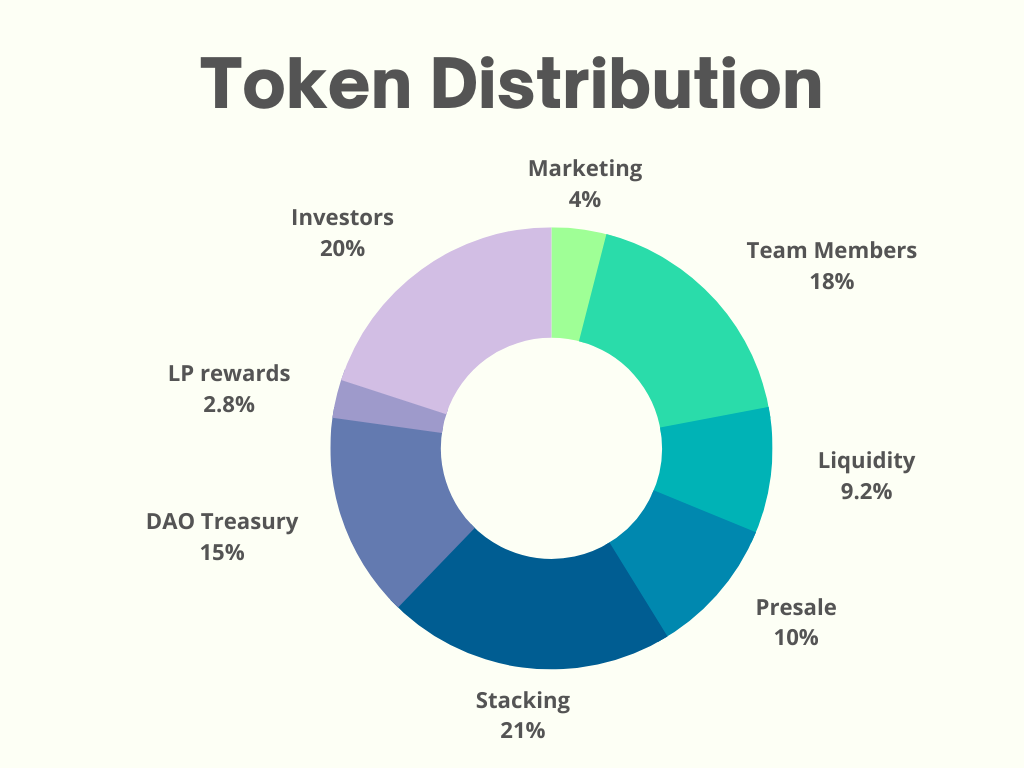 Token Distribution
Marketing
4%
Investors
20%
Team Members
18%
LP rewards
2.8%
Liquidity
9.2%
DAO Treasury
15%
Presale
10%
Stacking
21%